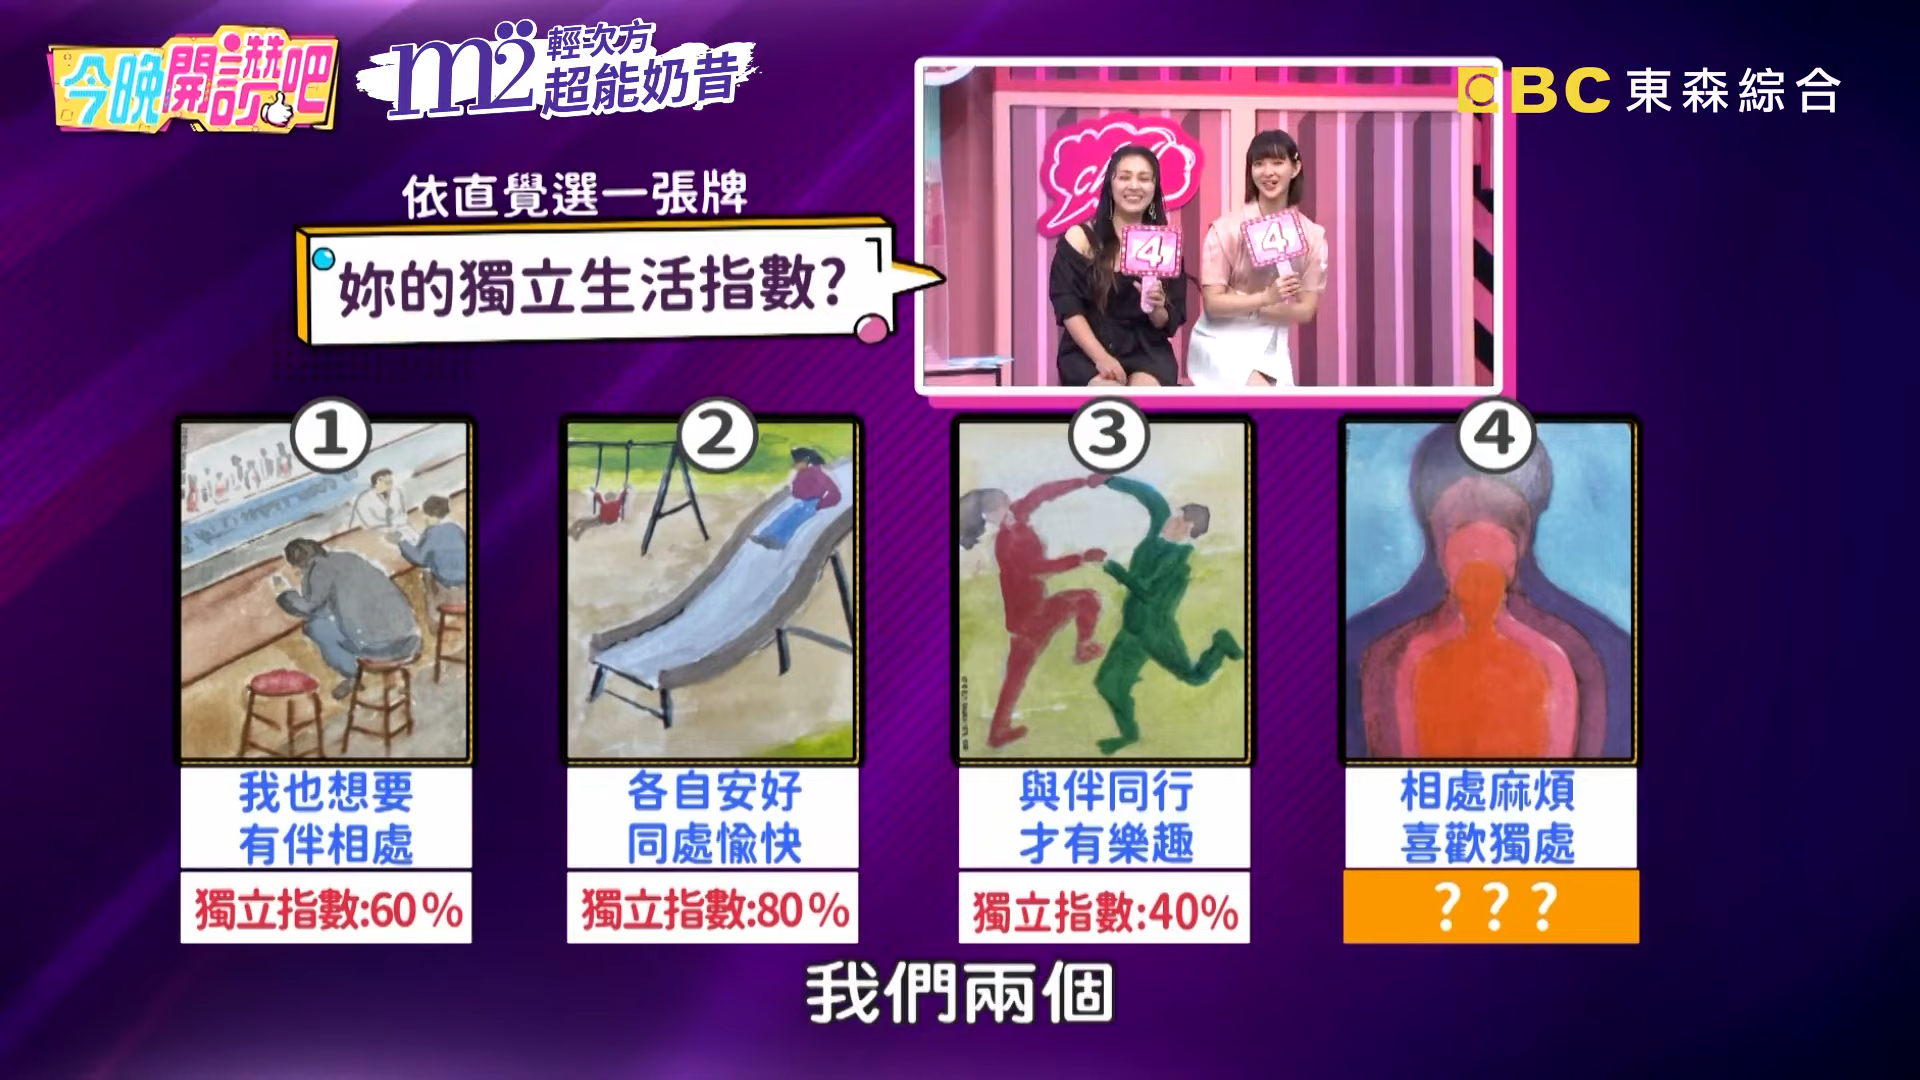 今晚開讚吧
m2 輕次方
超能奶昔
EBC 東森綜合
依直覺選一張牌
妳的獨立生活指數?
4
4
1
2
3
4
我也想要
有伴相處
獨立指數:60%
各自安好
同處愉快
獨立指數:80%
與伴同行
才有樂趣
獨立指數:40%
相處麻煩
喜歡獨處
???
我們兩個